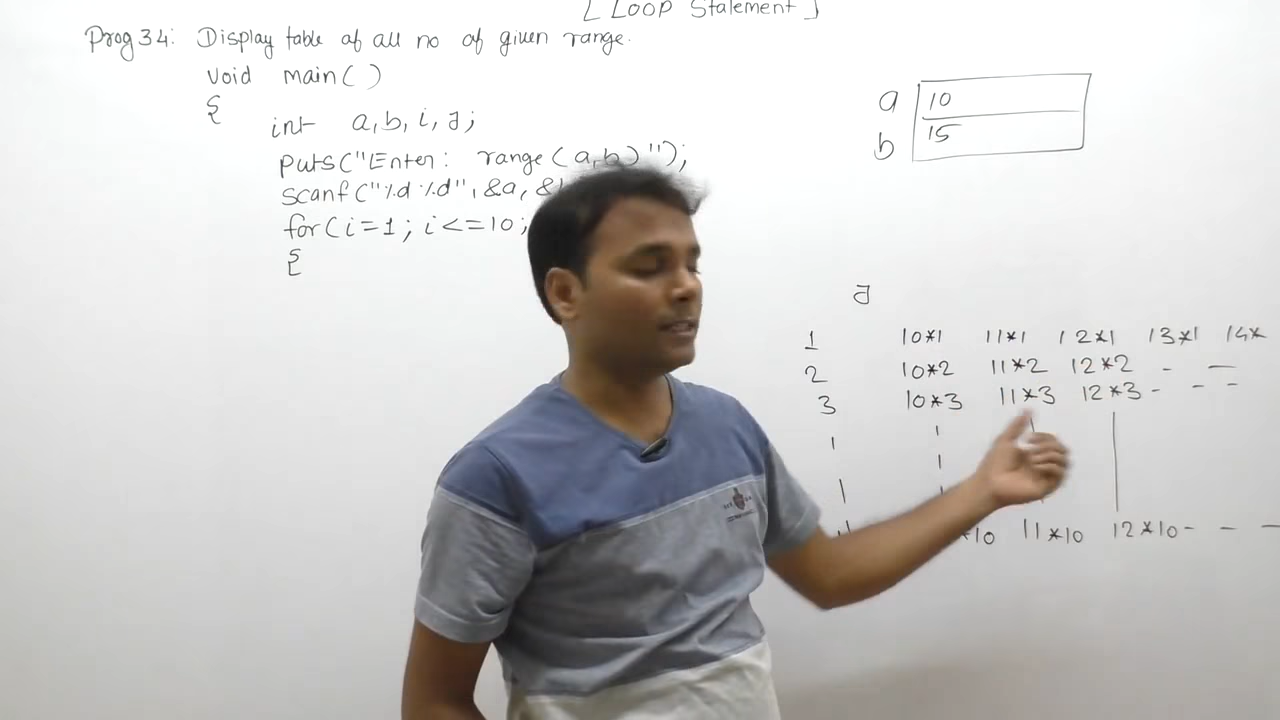 [ Loop Statement ]
Prog 34: Display table of all no of given range.
void main( )
{
int a, b, i, j;
puts("Enter: range (a,b)");
scanf("%d %d", &a, &
for(i=1; i<=10;
{
a 10
b 15
j
1 10*1 11*1 12*1 13*1 14*
2 10*2 11*2 12*2 - -
3 10*3 11*3 12*3 - - -
*10 11*10 12*10 - - -